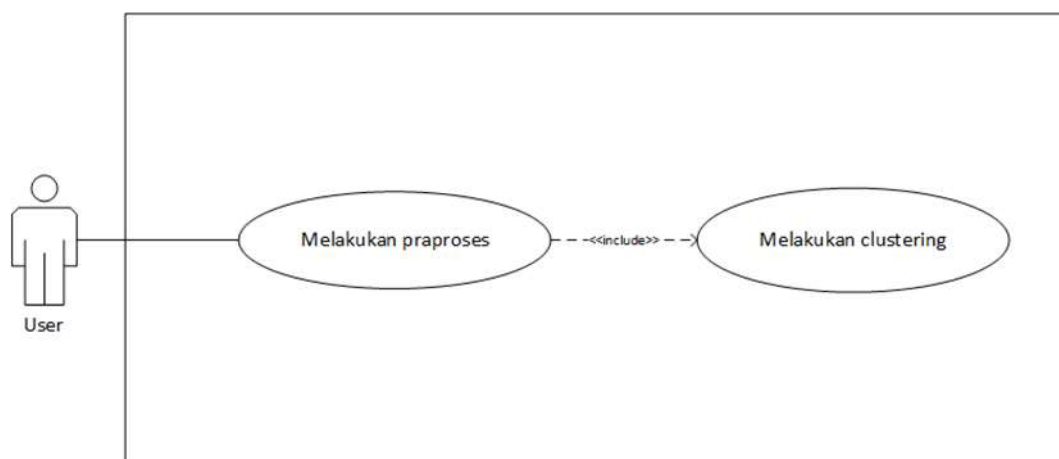 Melakukan praproses
<<include>>
Melakukan clustering
User